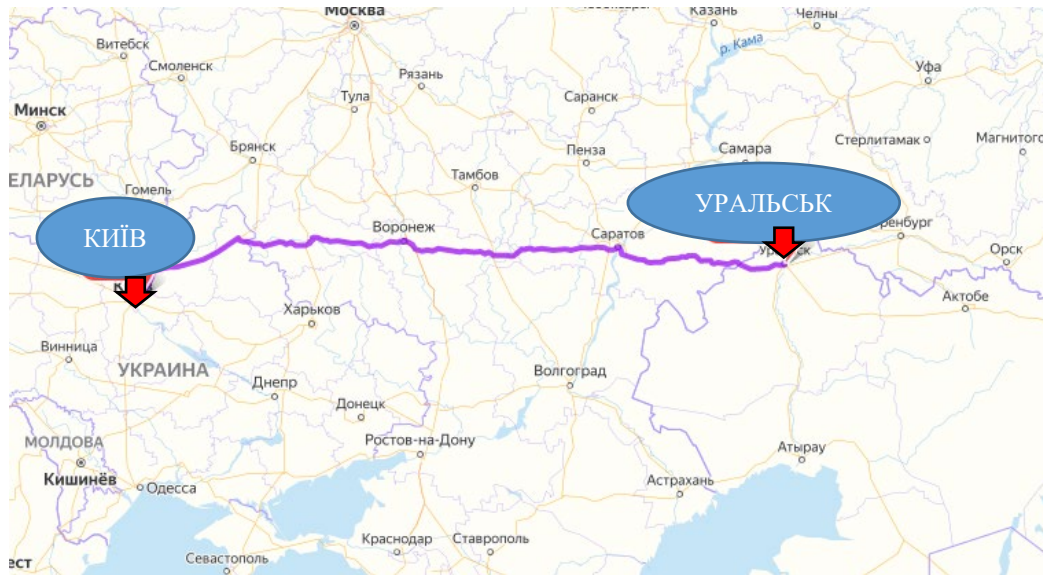 Москва
Казань
Челны
Витебск
Смоленск
р. Кама
Уфа
Рязань
Минск
Тула
Саранск
Стерлитамак
Магнитог
Брянск
Пенза
Самара
ЕЛАРУСЬ
Гомель
Тамбов
УРАЛЬСЬК
КИЇВ
Воронеж
Саратов
ренбург
Орск
Актобе
Харьков
Винница
УКРАИНА
Волгоград
Днепр
Донецк
МОЛДОВА
Ростов-на-Дону
Атырау
Кишинёв
Одесса
Астрахань
Краснодар
Ставрополь
Севастополь
ест